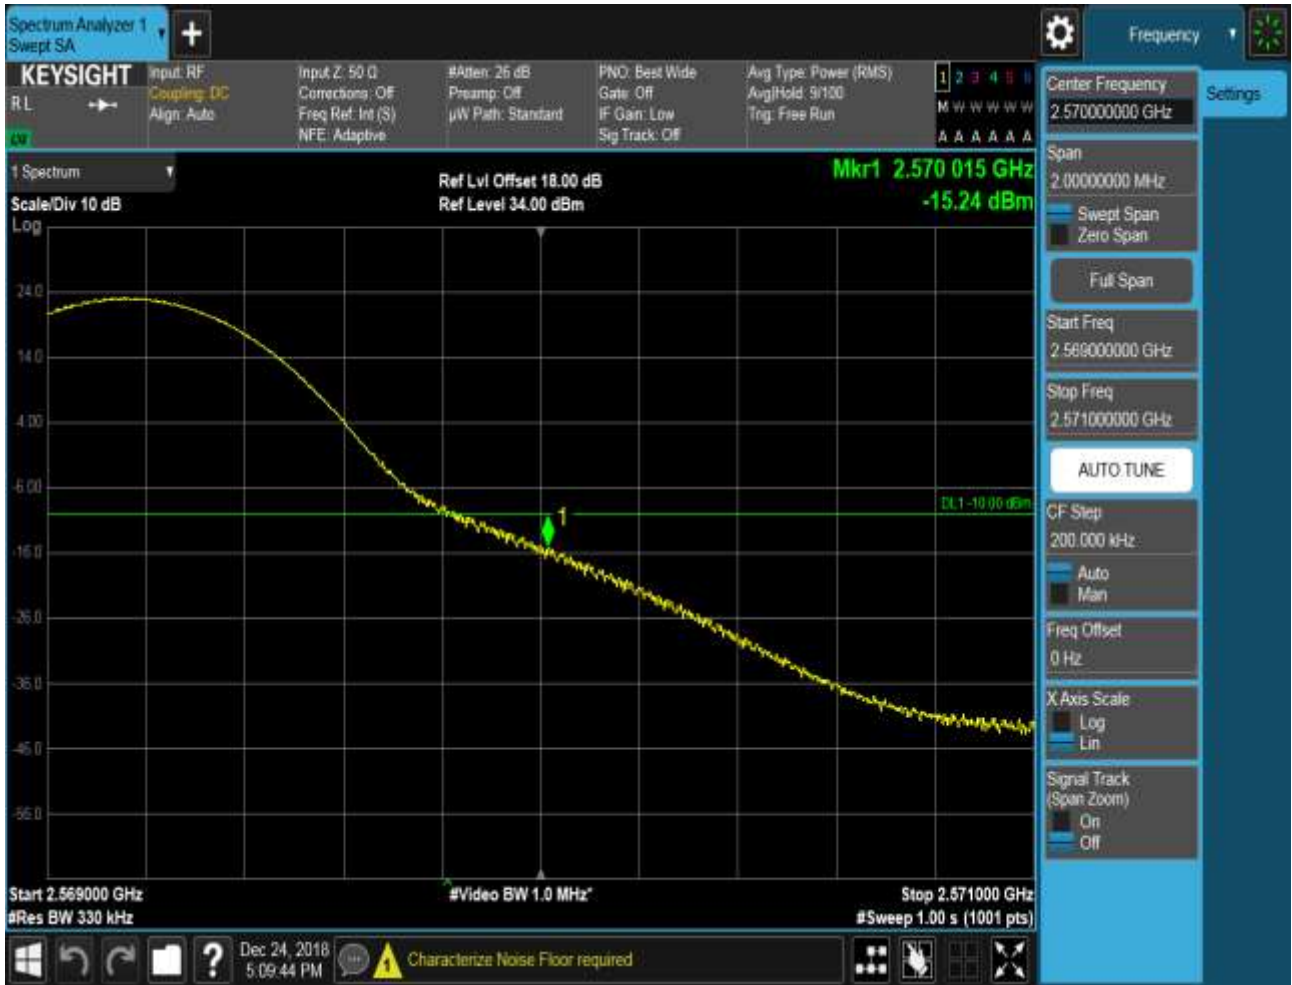 Spectrum Analyzer 1
Swept SA
Frequency
KEYSIGHT
R L
Input: RF
Coupling: DC
Align: Auto
Input Z: 50 Ω
Corrections: Off
Freq Ref: Int (S)
NFE: Adaptive
#Atten: 26 dB
Preamp: Off
µW Path: Standard
PNO: Best Wide
Gate: Off
IF Gain: Low
Sig Track: Off
Avg Type: Power (RMS)
Avg|Hold: 9/100
Trig: Free Run
1 2 3 4 5 6
M W W W W W
A A A A A A
1 Spectrum
Scale/Div 10 dB
Log
Ref Lvl Offset 18.00 dB
Ref Level 34.00 dBm
Mkr1 2.570 015 GHz
-15.24 dBm
24.0
14.0
4.00
-6.00
-16.0
-26.0
-36.0
-46.0
-56.0
DL1 -10.00 dBm
1
Start 2.569000 GHz
#Res BW 330 kHz
#Video BW 1.0 MHz*
Stop 2.571000 GHz
#Sweep 1.00 s (1001 pts)
Dec 24, 2018
5:09:44 PM
Characterize Noise Floor required
Center Frequency
2.570000000 GHz
Settings
Span
2.00000000 MHz
Swept Span
Zero Span
Full Span
Start Freq
2.569000000 GHz
Stop Freq
2.571000000 GHz
AUTO TUNE
CF Step
200.000 kHz
Auto
Man
Freq Offset
0 Hz
X Axis Scale
Log
Lin
Signal Track
(Span Zoom)
On
Off